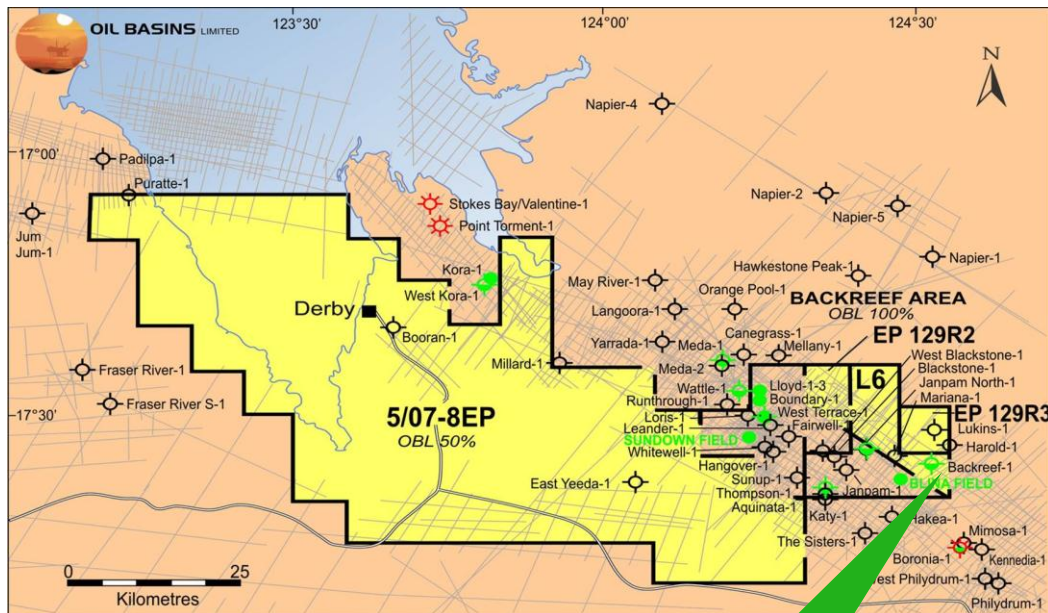 OIL BASINS LIMITED
123°30'
124°00'
124°30'
N
17°00'
17°30'
Napier-4
Padilpa-1
Puratte-1
Jum
Jum-1
Stokes Bay/Valentine-1
Point Torment-1
Napier-2
Napier-5
Napier-1
Kora-1
West Kora-1
May River-1
Hawkestone Peak-1
Orange Pool-1
Langoora-1
BACKREEF AREA
OBL 100%
Derby
Booran-1
Yarrada-1
Canegrass-1
Meda-1
Mellany-1
EP 129R2
Millard-1
Meda-2
West Blackstone-1
Blackstone-1
Janpam North-1
Mariana-1
L6
Fraser River-1
Wattle-1
Lloyd-1-3
Fraser River S-1
Runthrough-1
Boundary-1
West Terrace-1
EP 129R3
5/07-8EP
OBL 50%
Loris-1
Leander-1
Fairwell-1
Lukins-1
SUNDOWN FIELD
Harold-1
Whitewell-1
Hangover-1
Backreef-1
East Yeeda-1
Sunup-1
BLINA FIELD
Thompson-1
Janpam-1
Aquinata-1
Katy-1
Hakea-1
The Sisters-1
Mimosa-1
Boronia-1
Kennedia-1
West Philydrum-1
Philydrum-1
0
25
Kilometres